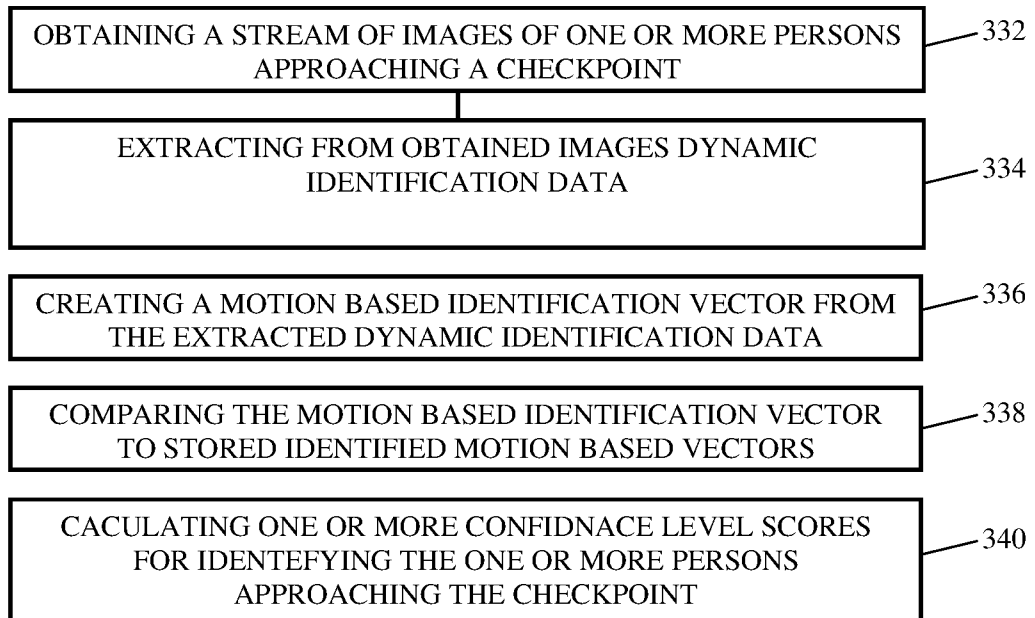 OBTAINING A STREAM OF IMAGES OF ONE OR MORE PERSONS
APPROACHING A CHECKPOINT
332
EXTRACTING FROM OBTAINED IMAGES DYNAMIC
IDENTIFICATION DATA
334
CREATING A MOTION BASED IDENTIFICATION VECTOR FROM
THE EXTRACTED DYNAMIC IDENTIFICATION DATA
336
COMPARING THE MOTION BASED IDENTIFICATION VECTOR
TO STORED IDENTIFIED MOTION BASED VECTORS
338
CACULATING ONE OR MORE CONFIDNACE LEVEL SCORES
FOR IDENTEFYING THE ONE OR MORE PERSONS
APPROACHING THE CHECKPOINT
340